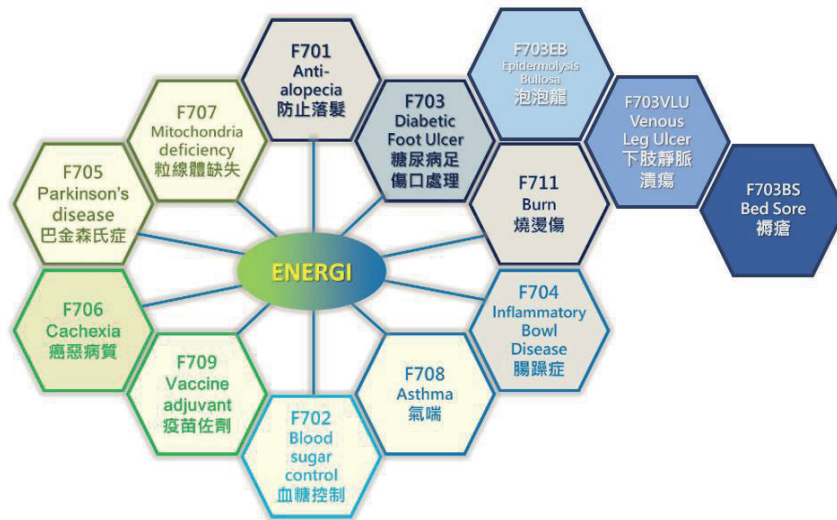 F701
Anti-
alopecia
防止落髮
F703EB
Epidermolysis
Bullosa
泡泡龍
F707
Mitochondria
deficiency
粒線體缺失
F703
Diabetic
Foot Ulcer
糖尿病足
傷口處理
F703VLU
Venous
Leg Ulcer
下肢靜脈
潰瘍
F705
Parkinson's
disease
巴金森氏症
F711
Burn
燒燙傷
F703BS
Bed Sore
褥瘡
ENERGI
F706
Cachexia
癌惡病質
F704
Inflammatory
Bowl
Disease
腸躁症
F709
Vaccine
adjuvant
疫苗佐劑
F708
Asthma
氣喘
F702
Blood
sugar
control
血糖控制